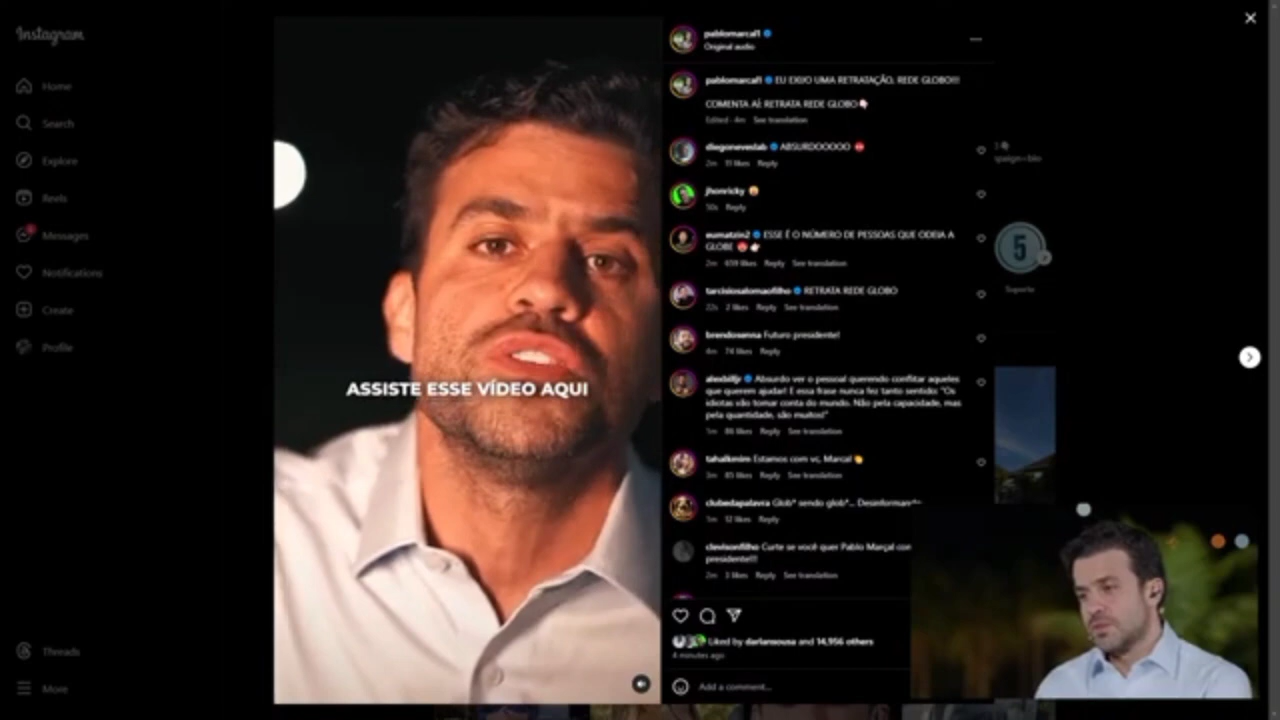 Instagram
Home
Search
Explore
Reels
Messages
Notifications
Create
Profile
Threads
More
ASSISTE ESSE VÍDEO AQUI
pablomarcal1
Original audio
pablomarcal1 EU EXIJO UMA RETRATAÇÃO, REDE GLOBO!!!
COMENTA AÍ: RETRATA REDE GLOBO
Edited · 4m See translation
diegoneveslab ABSURDOOOOO
2m 11 likes Reply
jhonricky
50s Reply
eumatzin2 ESSE É O NÚMERO DE PESSOAS QUE ODEIA A
GLOBE
2m 659 likes Reply See translation
tarcisiosalomaofilho RETRATA REDE GLOBO
22s 2 likes Reply See translation
brendosenna Futuro presidente!
4m 74 likes Reply
alexbilfjr Absurdo ver o pessoal querendo conflitar aqueles
que querem ajudar! E essa frase nunca fez tanto sentido: "Os
idiotas vão tomar conta do mundo. Não pela capacidade, mas
pela quantidade, são muitos!"
1m 86 likes Reply See translation
tahalkmim Estamos com vc, Marcal
3m 85 likes Reply See translation
clubedapalavra Glob* sendo glob*...
1m 12 likes Reply
clevisonfilho Curte se você quer Pablo Marçal
presidente!!!
2m 3 likes Reply See translation
Liked by darlansousa and 14,956 others
4 minutes ago
Add a comment...
5
Suporte